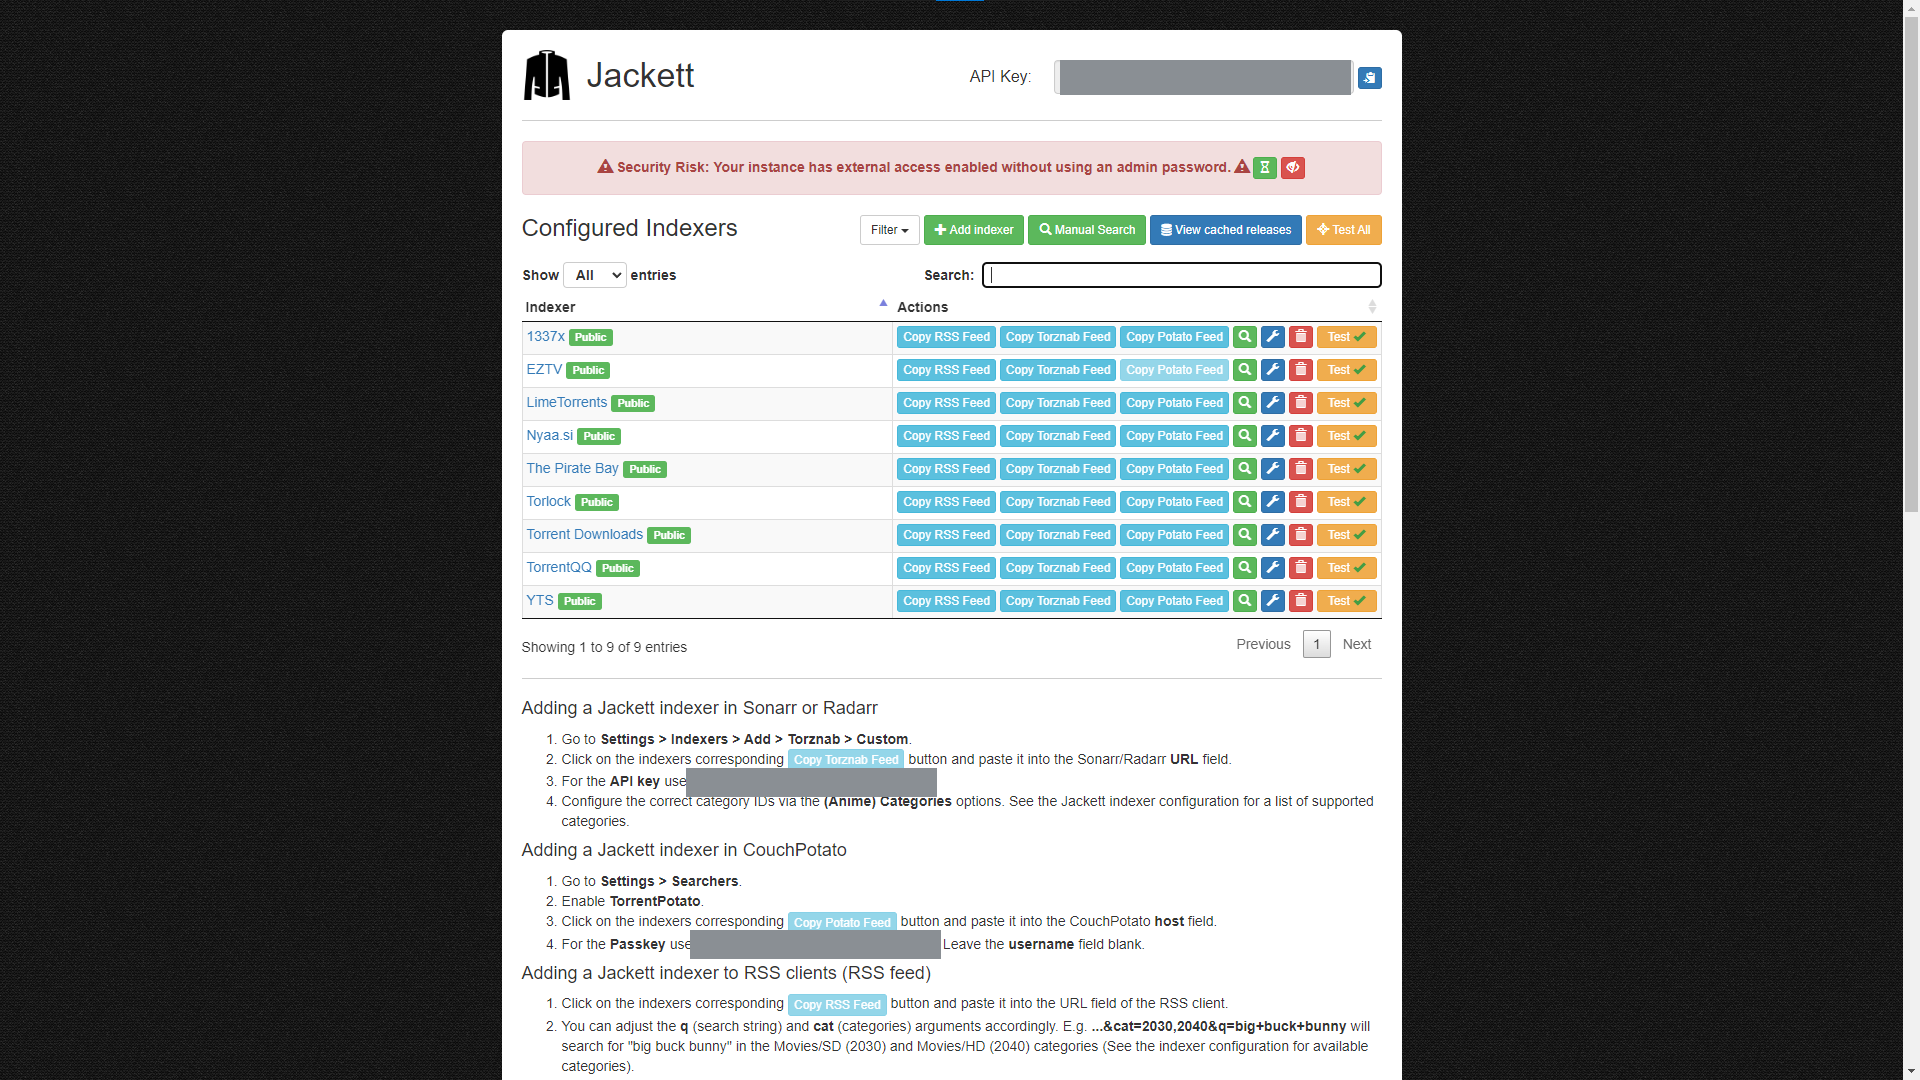 Jackett
API Key:
Security Risk: Your instance has external access enabled without using an admin password.
Configured Indexers
Filter
Add indexer
Manual Search
View cached releases
Test All
Show All entries
Search:
Indexer Actions
1337x Public Copy RSS Feed Copy Torznab Feed Copy Potato Feed Test
EZTV Public Copy RSS Feed Copy Torznab Feed Copy Potato Feed Test
LimeTorrents Public Copy RSS Feed Copy Torznab Feed Copy Potato Feed Test
Nyaa.si Public Copy RSS Feed Copy Torznab Feed Copy Potato Feed Test
The Pirate Bay Public Copy RSS Feed Copy Torznab Feed Copy Potato Feed Test
Torlock Public Copy RSS Feed Copy Torznab Feed Copy Potato Feed Test
Torrent Downloads Public Copy RSS Feed Copy Torznab Feed Copy Potato Feed Test
TorrentQQ Public Copy RSS Feed Copy Torznab Feed Copy Potato Feed Test
YTS Public Copy RSS Feed Copy Torznab Feed Copy Potato Feed Test
Showing 1 to 9 of 9 entries
Previous 1 Next
Adding a Jackett indexer in Sonarr or Radarr
1. Go to Settings > Indexers > Add > Torznab > Custom.
2. Click on the indexers corresponding Copy Torznab Feed button and paste it into the Sonarr/Radarr URL field.
3. For the API key use
4. Configure the correct category IDs via the (Anime) Categories options. See the Jackett indexer configuration for a list of supported
categories.
Adding a Jackett indexer in CouchPotato
1. Go to Settings > Searchers.
2. Enable TorrentPotato.
3. Click on the indexers corresponding Copy Potato Feed button and paste it into the CouchPotato host field.
4. For the Passkey use Leave the username field blank.
Adding a Jackett indexer to RSS clients (RSS feed)
1. Click on the indexers corresponding Copy RSS Feed button and paste it into the URL field of the RSS client.
2. You can adjust the q (search string) and cat (categories) arguments accordingly. E.g. ...&cat=2030,2040&q=big+buck+bunny will
search for "big buck bunny" in the Movies/SD (2030) and Movies/HD (2040) categories (See the indexer configuration for available
categories).